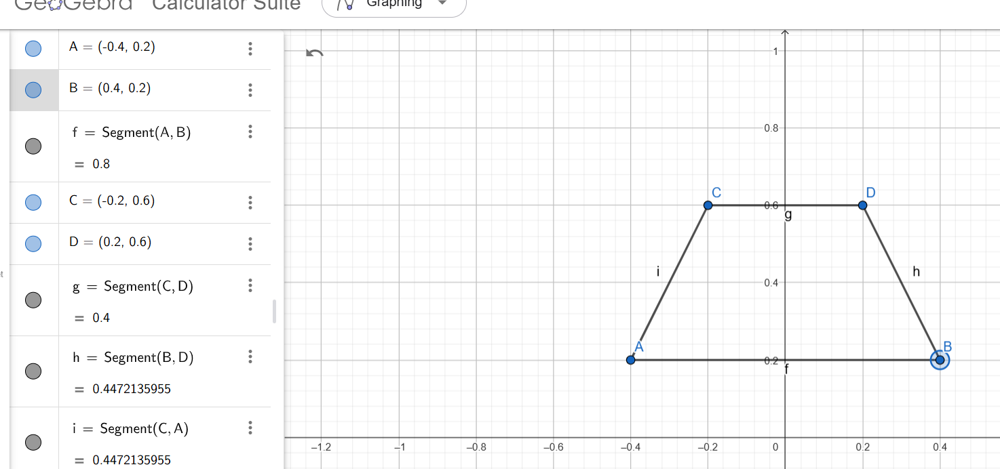 GeoGebra Calculator Suite
Graphing
A = (-0.4, 0.2)
B = (0.4, 0.2)
f = Segment(A, B)
= 0.8
C = (-0.2, 0.6)
D = (0.2, 0.6)
g = Segment(C, D)
= 0.4
h = Segment(B, D)
= 0.4472135955
i = Segment(C, A)
= 0.4472135955
1
0.8
C
D
0.6
g
i
h
0.4
A
B
0.2
f
–1.2 –1 –0.8 –0.6 –0.4 –0.2 0 0.2 0.4